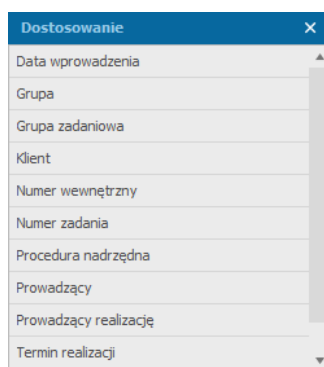 Dostosowanie
Data wprowadzenia
Grupa
Grupa zadaniowa
Klient
Numer wewnętrzny
Numer zadania
Procedura nadrzędna
Prowadzący
Prowadzący realizację
Termin realizacji